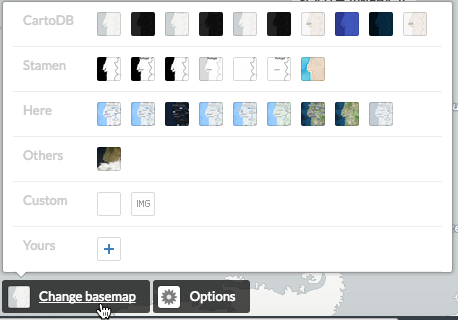 CartoDB
Stamen
Here
Others
Custom
IMG
Yours
+
Change basemap
Options